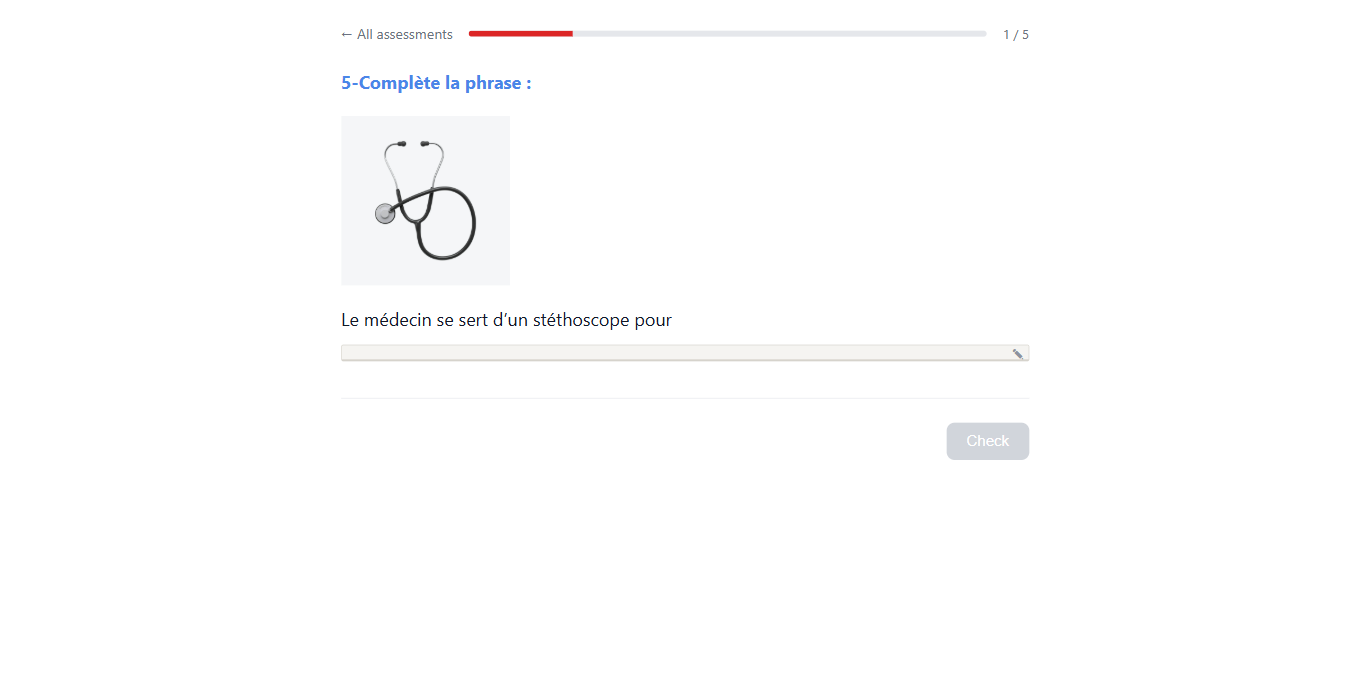 ← All assessments
1 / 5
5-Complète la phrase :
Le médecin se sert d’un stéthoscope pour
Check